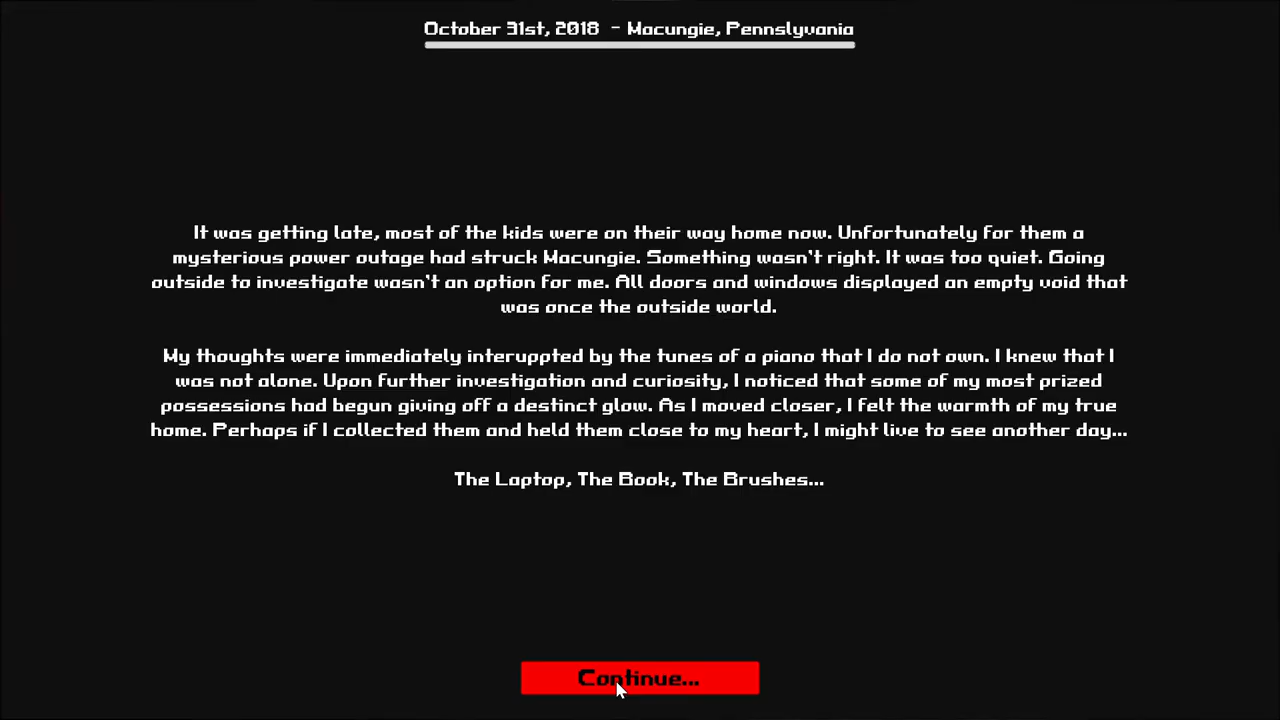 October 31st, 2018 - Macungie, Pennslyvania
It was getting late, most of the kids were on their way home now. Unfortunately for them a
mysterious power outage had struck Macungie. Something wasn't right. It was too quiet. Going
outside to investigate wasn't an option for me. All doors and windows displayed an empty void that
was once the outside world.
My thoughts were immediately interuppted by the tunes of a piano that I do not own. I knew that I
was not alone. Upon further investigation and curiosity, I noticed that some of my most prized
possessions had begun giving off a destinct glow. As I moved closer, I felt the warmth of my true
home. Perhaps if I collected them and held them close to my heart, I might live to see another day...
The Laptop, The Book, The Brushes...
Continue...